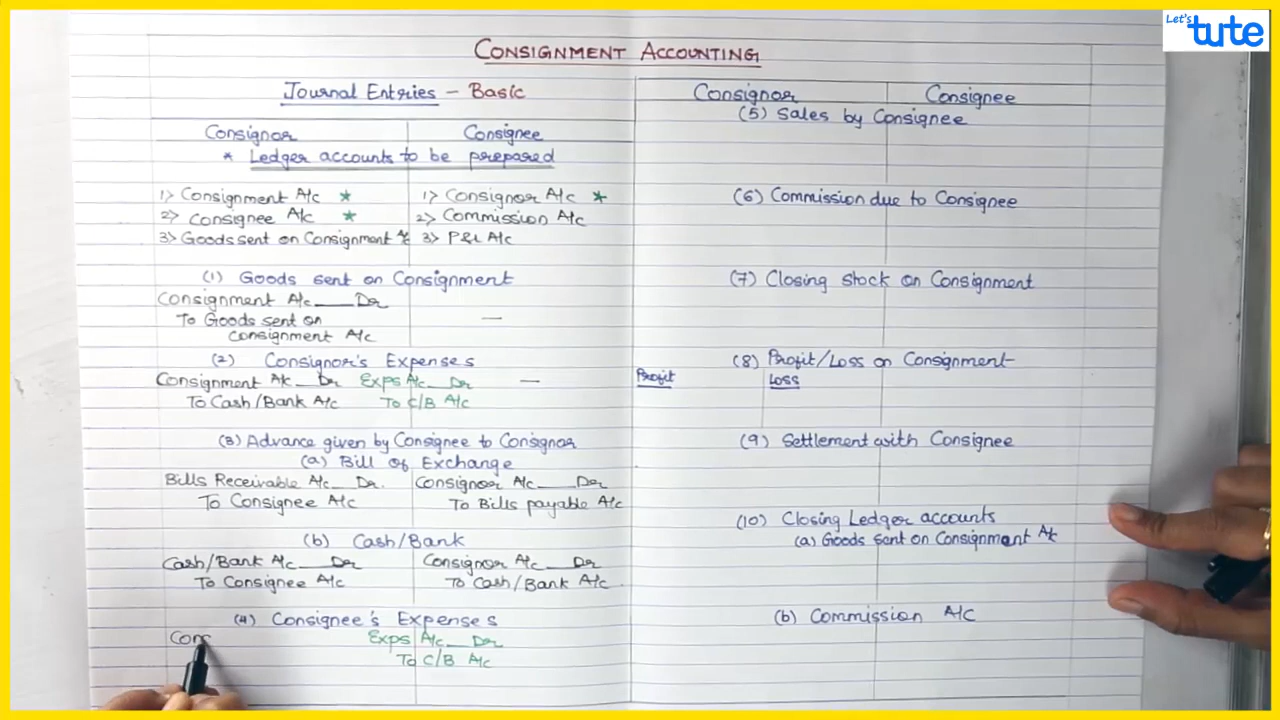 Let's
tute
CONSIGNMENT ACCOUNTING
Journal Entries - Basic
Consignor Consignee
* Ledger accounts to be prepared
1> Consignment A/c * 1> Consignor A/c *
2> Consignee A/c * 2> Commission A/c
3> Goods sent on Consignment A/c 3> P&L A/c
(1) Goods sent on Consignment
Consignment A/c ___ Dr
To Goods sent on —
consignment A/c
(2) Consignor's Expenses
Consignment A/c __ Dr Exps A/c __ Dr —
To Cash/Bank A/c To C/B A/c
(3) Advance given by Consignee to Consignor
(a) Bill of Exchange
Bills Receivable A/c __ Dr. Consignor A/c ____ Dr
To Consignee A/c To Bills payable A/c
(b) Cash/Bank
Cash/Bank A/c ___ Dr Consignor A/c ___ Dr
To Consignee A/c To Cash/Bank A/c
(4) Consignee's Expenses
Cons Exps A/c __ Dr
To C/B A/c
Consignor Consignee
(5) Sales by Consignee
(6) Commission due to Consignee
(7) Closing stock on Consignment
(8) Profit/Loss on Consignment
Profit Loss
(9) Settlement with Consignee
(10) Closing Ledger accounts
(a) Goods sent on Consignment A/c
(b) Commission A/C